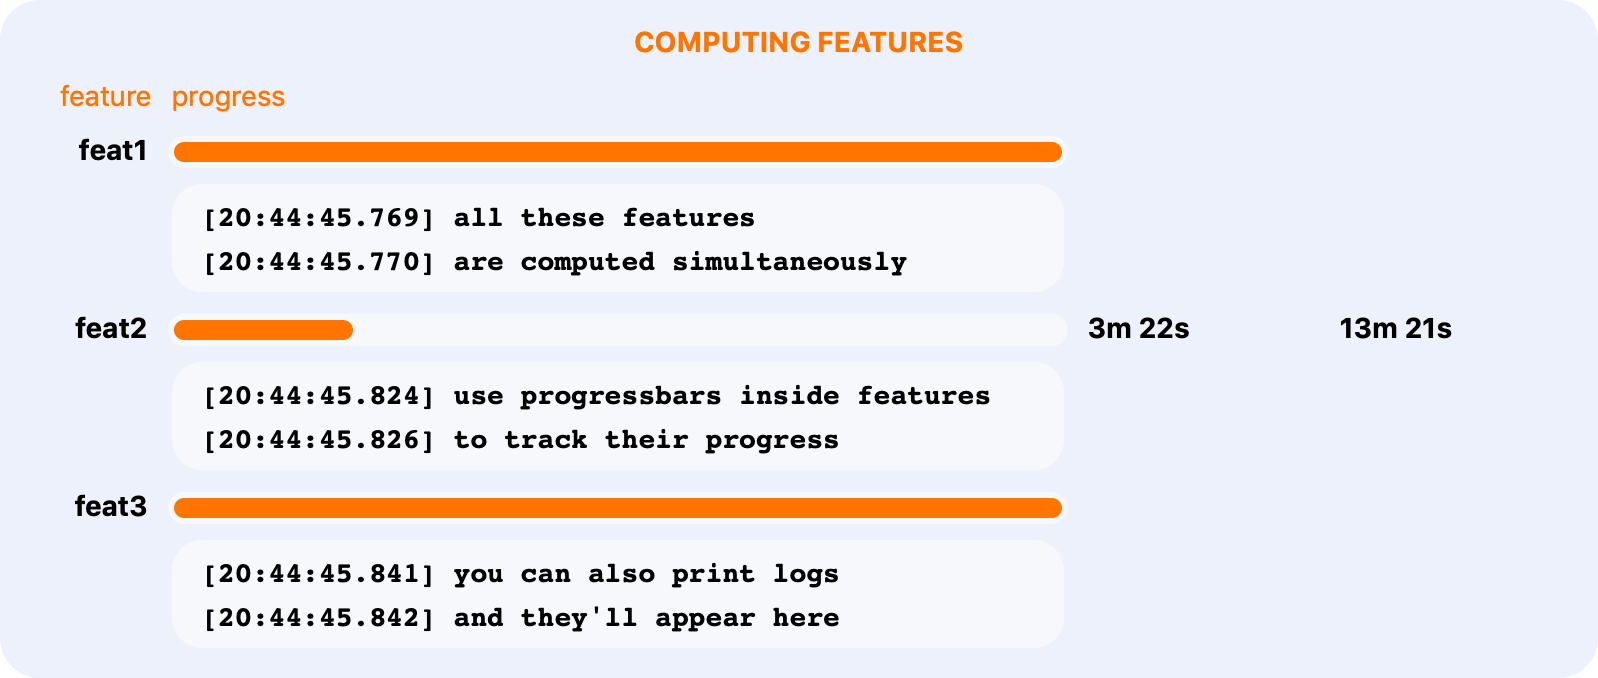 COMPUTING FEATURES
feature progress
feat1
[20:44:45.769] all these features
[20:44:45.770] are computed simultaneously
feat2 3m 22s 13m 21s
[20:44:45.824] use progressbars inside features
[20:44:45.826] to track their progress
feat3
[20:44:45.841] you can also print logs
[20:44:45.842] and they'll appear here